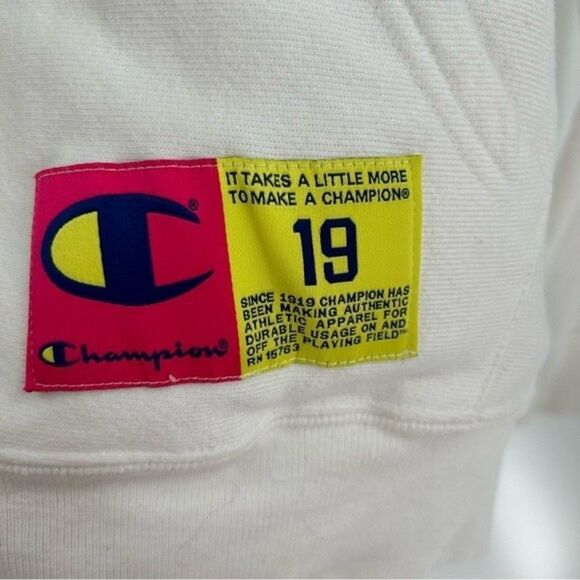 Champion®
IT TAKES A LITTLE MORE
TO MAKE A CHAMPION®
19
SINCE 1919 CHAMPION HAS
BEEN MAKING AUTHENTIC
ATHLETIC APPAREL FOR
DURABLE USAGE ON AND
OFF THE PLAYING FIELD™
RN 15763